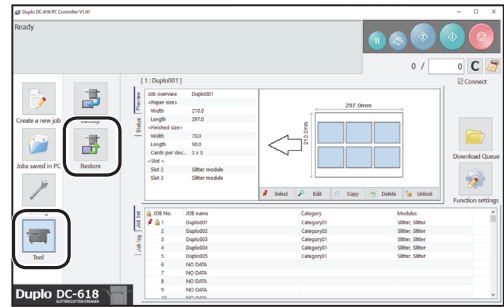 Duplo DC-618 PC Controller V1.01
Ready
0 / 0 C
Connect
Create a new job
Backup
Jobs saved in PC
Restore
Tool
Download Queue
Function settings
[ 1 : Duplo001 ]
Preview
Status
Job overview Duplo001
<Paper size>
Width 210.0
Length 297.0
<Finished size>
Width 70.0
Length 90.0
Cards per doc... 2 x 3
<Slot >
Slot 2 Slitter module
Slot 3 Slitter module
297.0mm
210.0mm
Select Edit Copy Delete Unlock
Job list
Job log
JOB No. JOB name Category Modules
1 Duplo001 Category01 Slitter, Slitter
2 Duplo002 Category02 Slitter, Slitter
3 Duplo003 Category01 Slitter, Slitter
4 Duplo004 Category01 Slitter, Slitter
5 Duplo005 Category01 Slitter, Slitter
6 NO DATA
7 NO DATA
8 NO DATA
9 NO DATA
10 NO DATA
Duplo DC-618
SLITTER/CUTTER/CREASER